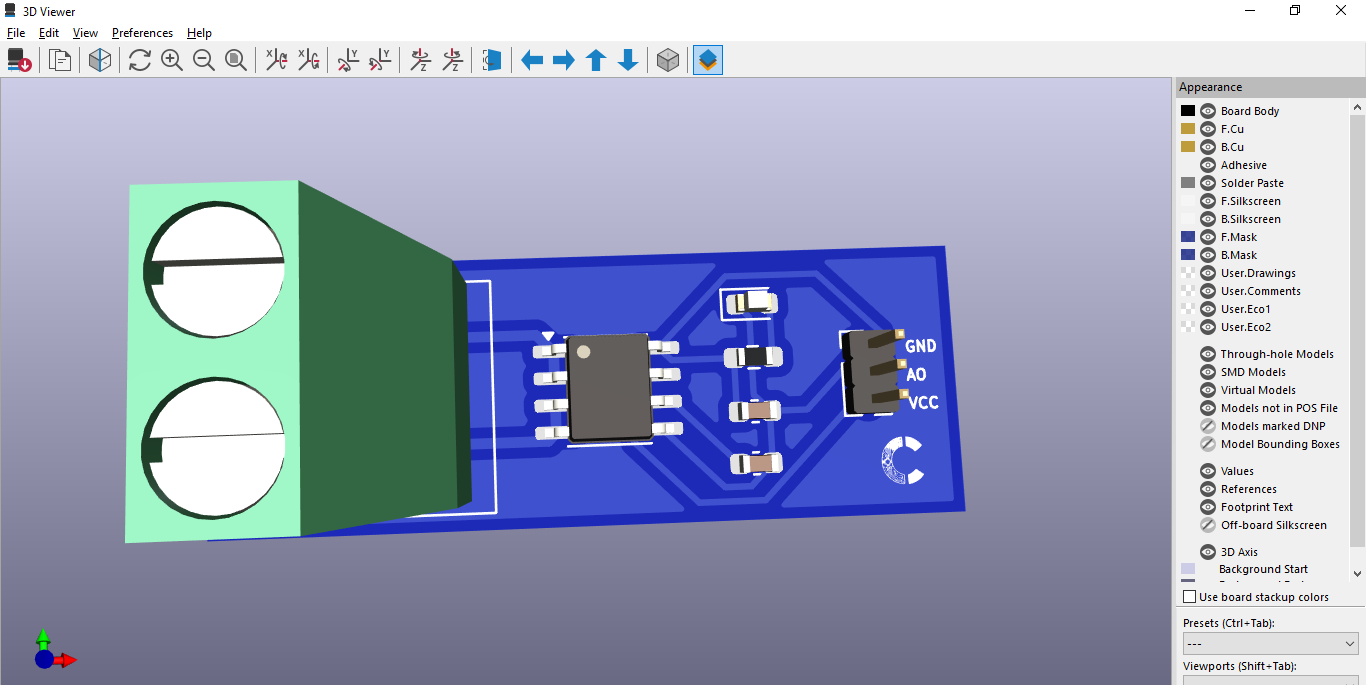 3D Viewer
File Edit View Preferences Help
X X Y Y Z Z
Appearance
Board Body
F.Cu
B.Cu
Adhesive
Solder Paste
F.Silkscreen
B.Silkscreen
F.Mask
B.Mask
User.Drawings
User.Comments
User.Eco1
User.Eco2
Through-hole Models
SMD Models
Virtual Models
Models not in POS File
Models marked DNP
Model Bounding Boxes
Values
References
Footprint Text
Off-board Silkscreen
3D Axis
Background Start
Use board stackup colors
Presets (Ctrl+Tab):
---
Viewports (Shift+Tab):
GND
AO
VCC